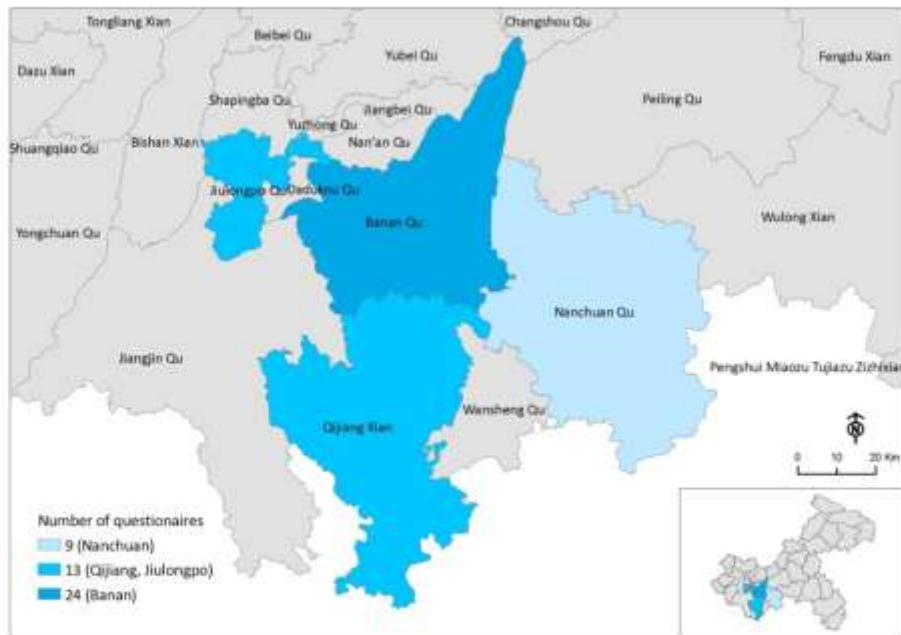 Tongliang Xian
Changshou Qu
Beibei Qu
Yubei Qu
Fengdu Xian
Dazu Xian
Peiling Qu
Shapingba Qu
Jiangbei Qu
Yuzhong Qu
Shuangqiao Qu
Bishan Xian
Nan'an Qu
Jiulongpo Qu
Wulong Xian
Yongchuan Qu
Banan Qu
Nanchuan Qu
Jiangjin Qu
Pengshui Miaozu Tujiazu Zizhixian
Wansheng Qu
Qijiang Xian
N
0 10 20 Km
Number of questionaires
9 (Nanchuan)
13 (Qijiang, Jiulongpo)
24 (Banan)